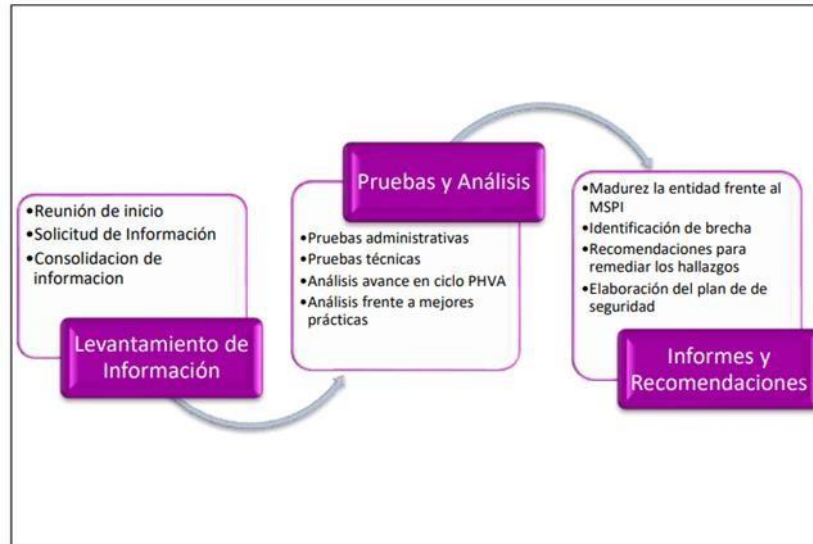 •Reunión de inicio
•Solicitud de Información
•Consolidacion de
informacion
Levantamiento de
Información
Pruebas y Análisis
•Pruebas administrativas
•Pruebas técnicas
•Análisis avance en ciclo PHVA
•Análisis frente a mejores
prácticas
•Madurez la entidad frente al
MSPI
•Identificación de brecha
•Recomendaciones para
remediar los hallazgos
•Elaboración del plan de de
seguridad
Informes y
Recomendaciones